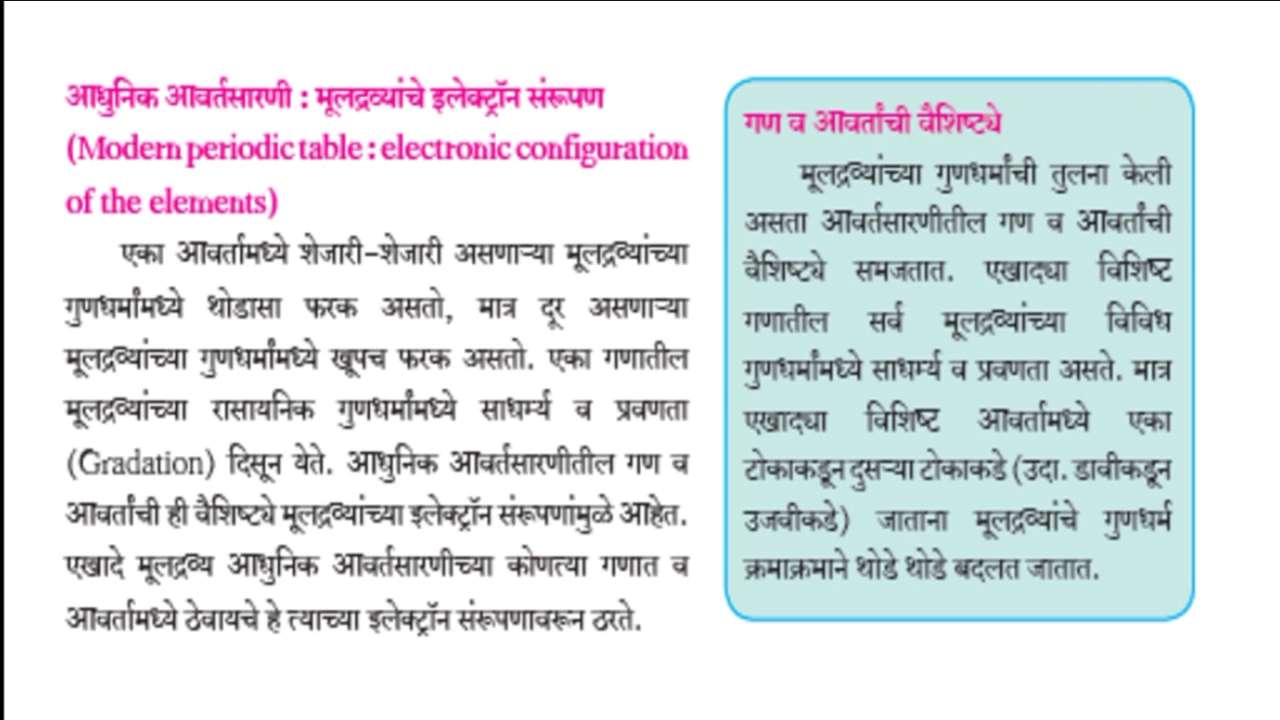 आधुनिक आवर्तसारणी : मूलद्रव्यांचे इलेक्ट्रॉन संरूपण
(Modern periodic table : electronic configuration
of the elements)
एका आवर्तामध्ये शेजारी-शेजारी असणाऱ्या मूलद्रव्यांच्या
गुणधर्मांमध्ये थोडासा फरक असतो, मात्र दूर असणाऱ्या
मूलद्रव्यांच्या गुणधर्मांमध्ये खूपच फरक असतो. एका गणातील
मूलद्रव्यांच्या रासायनिक गुणधर्मांमध्ये साधर्म्य व प्रवणता
(Gradation) दिसून येते. आधुनिक आवर्तसारणीतील गण व
आवर्तांची ही वैशिष्ट्ये मूलद्रव्यांच्या इलेक्ट्रॉन संरूपणांमुळे आहेत.
एखादे मूलद्रव्य आधुनिक आवर्तसारणीच्या कोणत्या गणात व
आवर्तामध्ये ठेवायचे हे त्याच्या इलेक्ट्रॉन संरूपणावरून ठरते.
गण व आवर्तांची वैशिष्ट्ये
मूलद्रव्यांच्या गुणधर्मांची तुलना केली
असता आवर्तसारणीतील गण व आवर्तांची
वैशिष्ट्ये समजतात. एखाद्या विशिष्ट
गणातील सर्व मूलद्रव्यांच्या विविध
गुणधर्मांमध्ये साधर्म्य व प्रवणता असते. मात्र
एखाद्या विशिष्ट आवर्तामध्ये एका
टोकाकडून दुसऱ्या टोकाकडे (उदा. डावीकडून
उजवीकडे) जाताना मूलद्रव्यांचे गुणधर्म
क्रमाक्रमाने थोडे थोडे बदलत जातात.